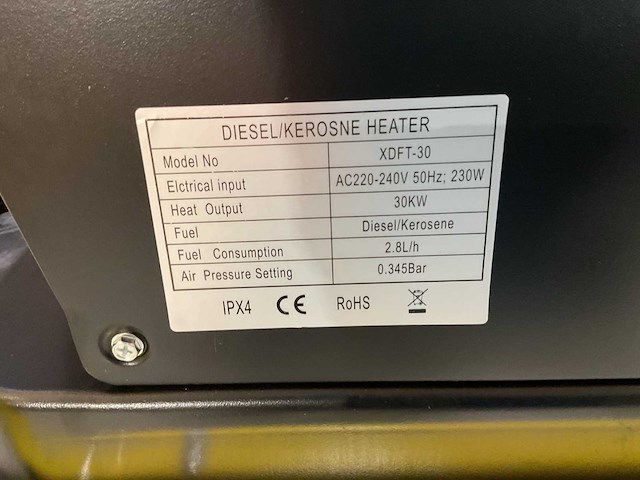 DIESEL/KEROSNE HEATER
Model No XDFT-30
Elctrical input AC220-240V 50Hz; 230W
Heat Output 30KW
Fuel Diesel/Kerosene
Fuel Consumption 2.8L/h
Air Pressure Setting 0.345Bar
IPX4 CE RoHS